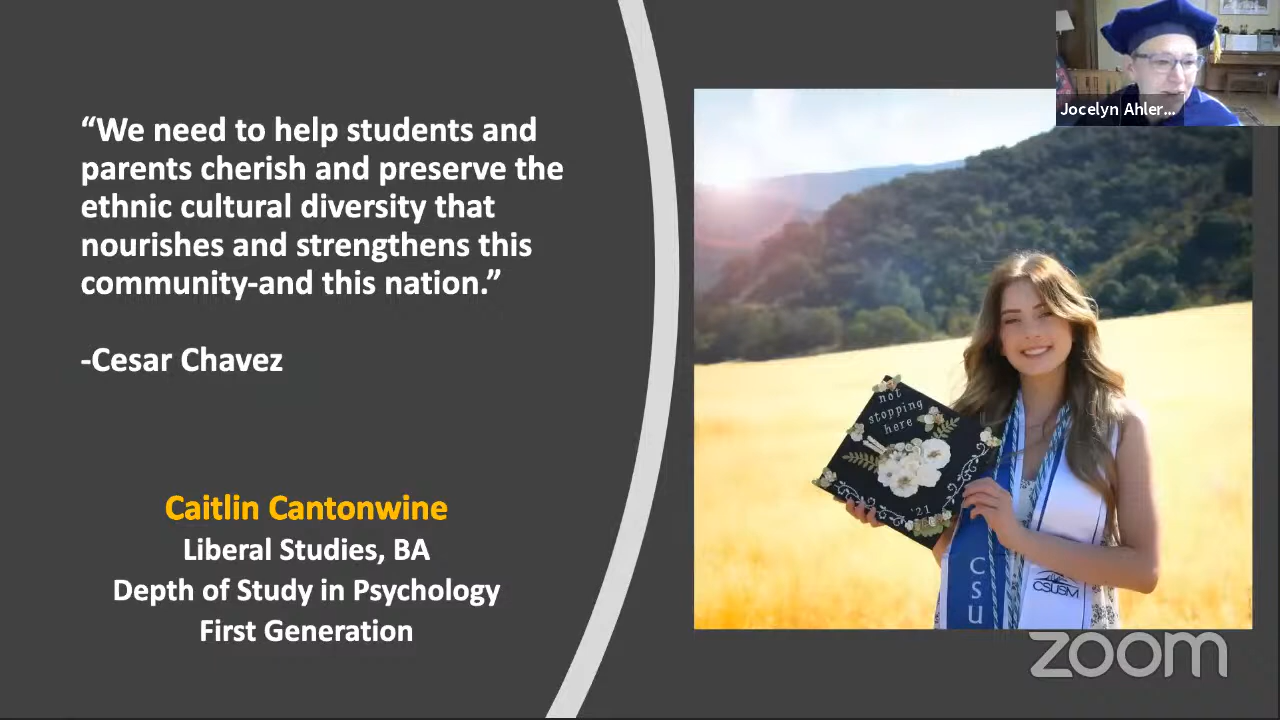 “We need to help students and
parents cherish and preserve the
ethnic cultural diversity that
nourishes and strengthens this
community-and this nation.”
-Cesar Chavez
Caitlin Cantonwine
Liberal Studies, BA
Depth of Study in Psychology
First Generation
Jocelyn Ahler...
not
stopping
here
'21
CSU
CSUSM
zoom